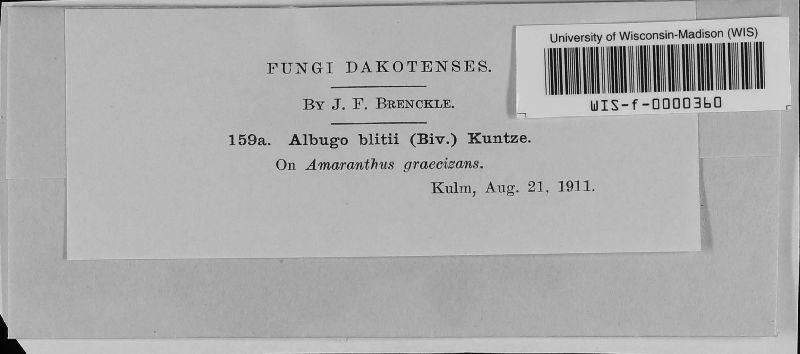 FUNGI DAKOTENSES.
BY J. F. BRENCKLE.
159a. Albugo blitii (Biv.) Kuntze.
On Amaranthus graecizans.
Kulm, Aug. 21, 1911.
University of Wisconsin-Madison (WIS)
WIS-f-0000360